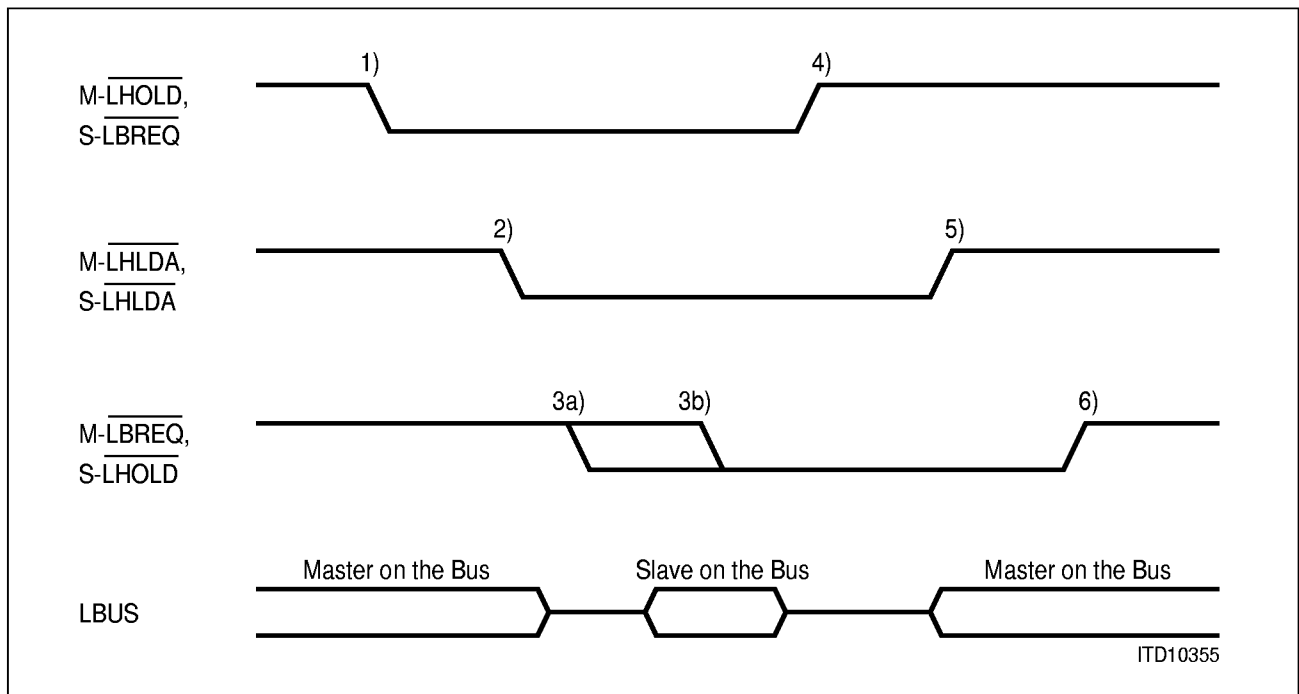 1)
4)
M-LHOLD,
S-LBREQ
2)
5)
M-LHLDA,
S-LHLDA
3a)
3b)
6)
M-LBREQ,
S-LHOLD
Master on the Bus
Slave on the Bus
Master on the Bus
LBUS
ITD10355